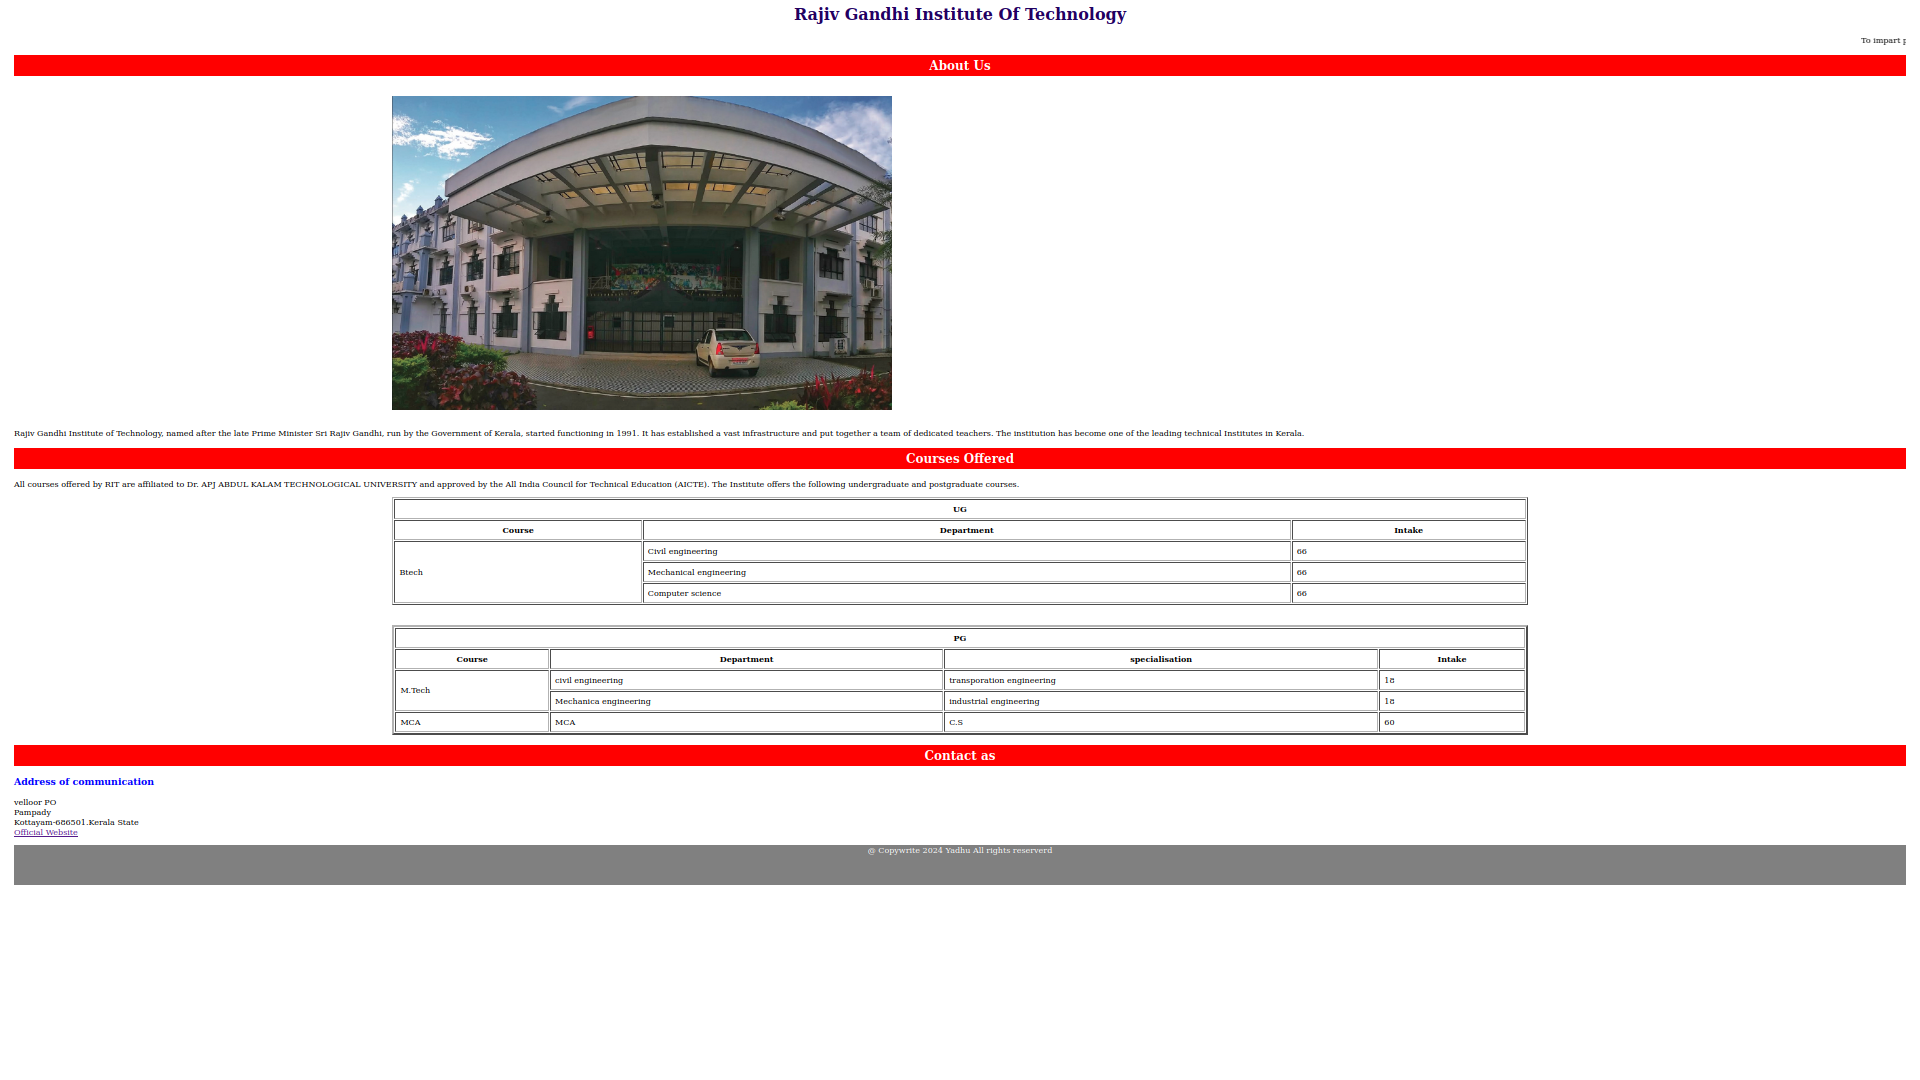 Rajiv Gandhi Institute Of Technology
To impart
About Us
Rajiv Gandhi Institute of Technology, named after the late Prime Minister Sri Rajiv Gandhi, run by the Government of Kerala, started functioning in 1991. It has established a vast infrastructure and put together a team of dedicated teachers. The institution has become one of the leading technical Institutes in Kerala.
Courses Offered
All courses offered by RIT are affiliated to Dr. APJ ABDUL KALAM TECHNOLOGICAL UNIVERSITY and approved by the All India Council for Technical Education (AICTE). The Institute offers the following undergraduate and postgraduate courses.
UG
Course Department Intake
Btech Civil engineering 66
Mechanical engineering 66
Computer science 66
PG
Course Department specialisation Intake
M.Tech civil engineering transporation engineering 18
Mechanica engineering industrial engineering 18
MCA MCA C.S 60
Contact as
Address of communication
velloor PO
Pampady
Kottayam-686501.Kerala State
Official Website
@ Copywrite 2024 Yadhu All rights reserverd